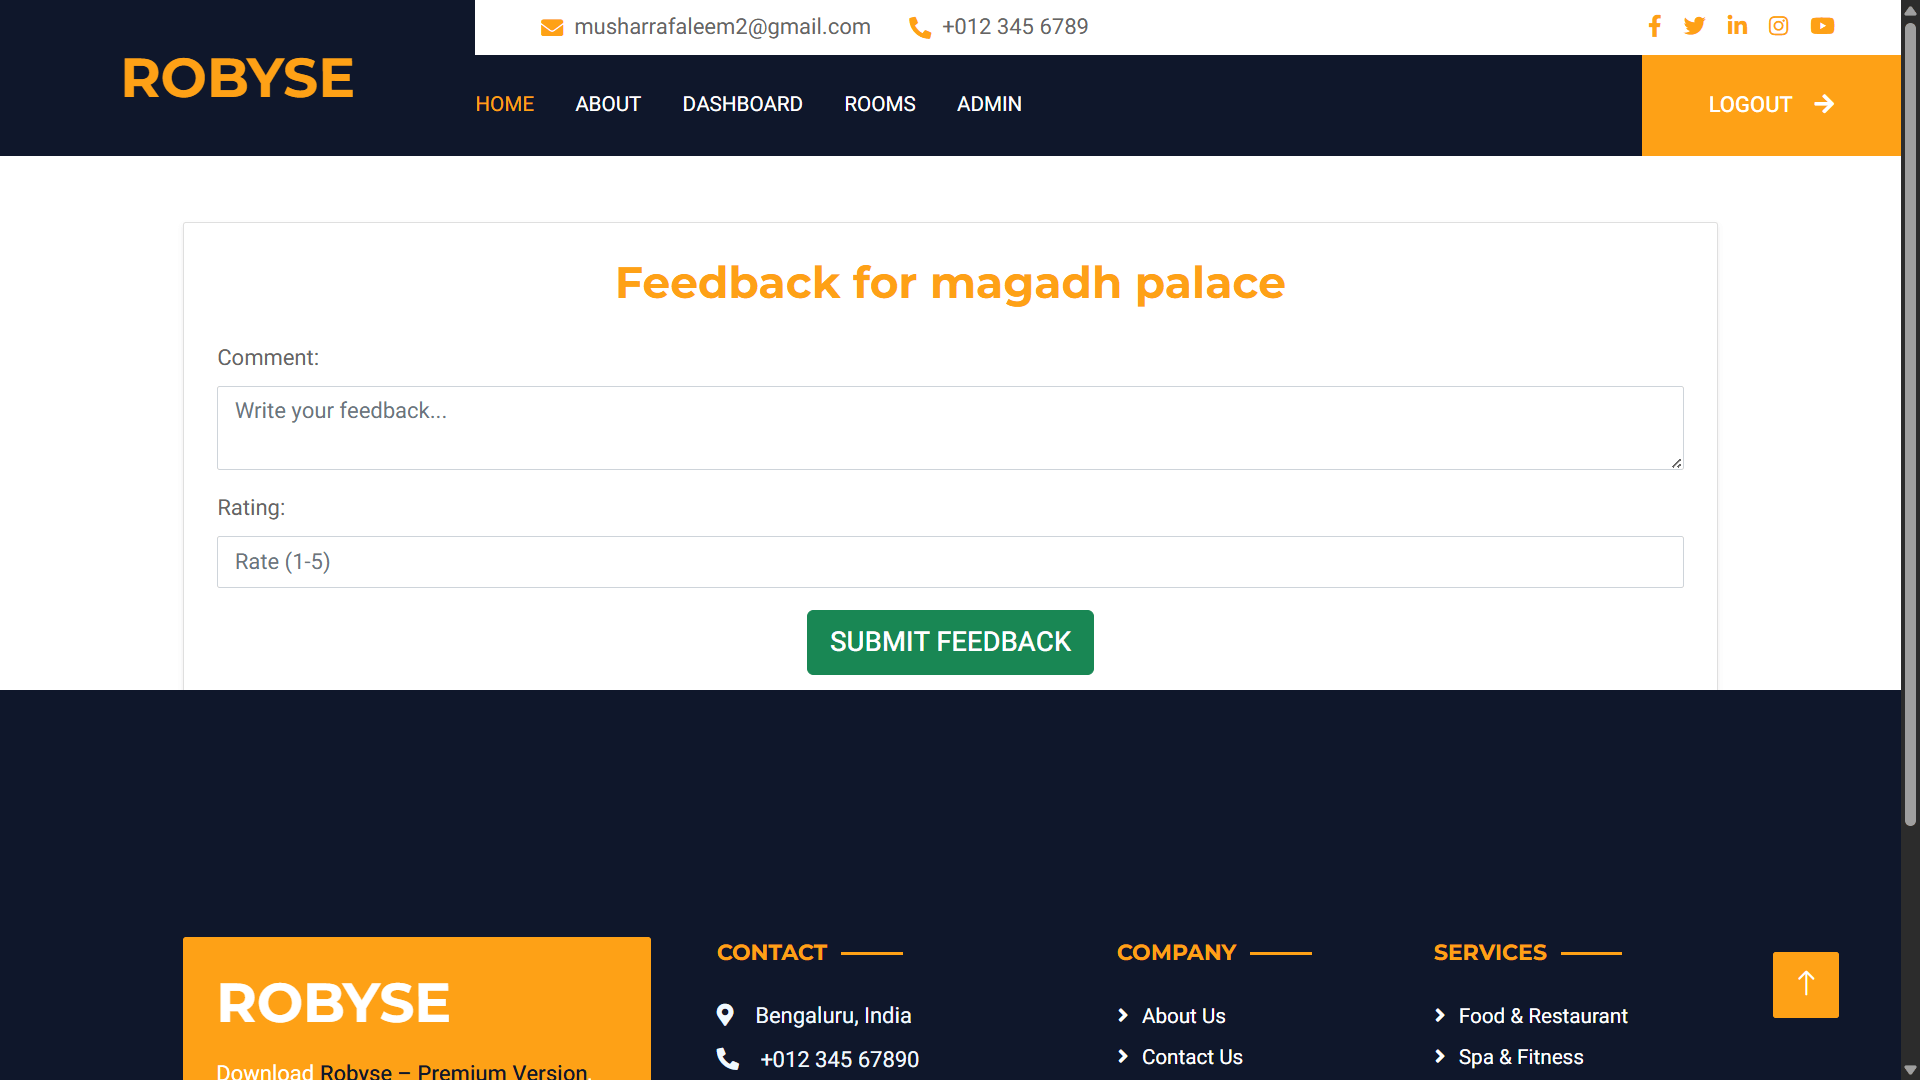 musharrafaleem2@gmail.com +012 345 6789
ROBYSE
HOME ABOUT DASHBOARD ROOMS ADMIN LOGOUT
Feedback for magadh palace
Comment:
Write your feedback...
Rating:
Rate (1-5)
SUBMIT FEEDBACK
ROBYSE
Download Robyse – Premium Version,
CONTACT
Bengaluru, India
+012 345 67890
COMPANY
About Us
Contact Us
SERVICES
Food & Restaurant
Spa & Fitness